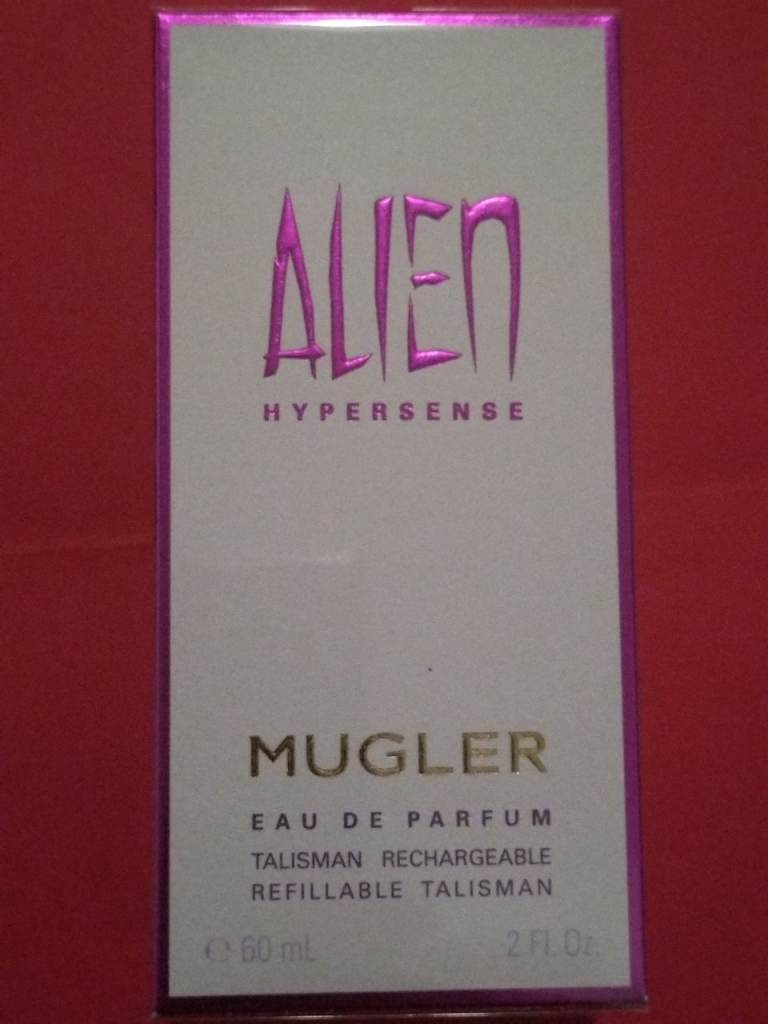 ALIEN
HYPERSENSE
MUGLER
EAU DE PARFUM
TALISMAN RECHARGEABLE
REFILLABLE TALISMAN
℮ 60 mL 2 Fl. Oz.